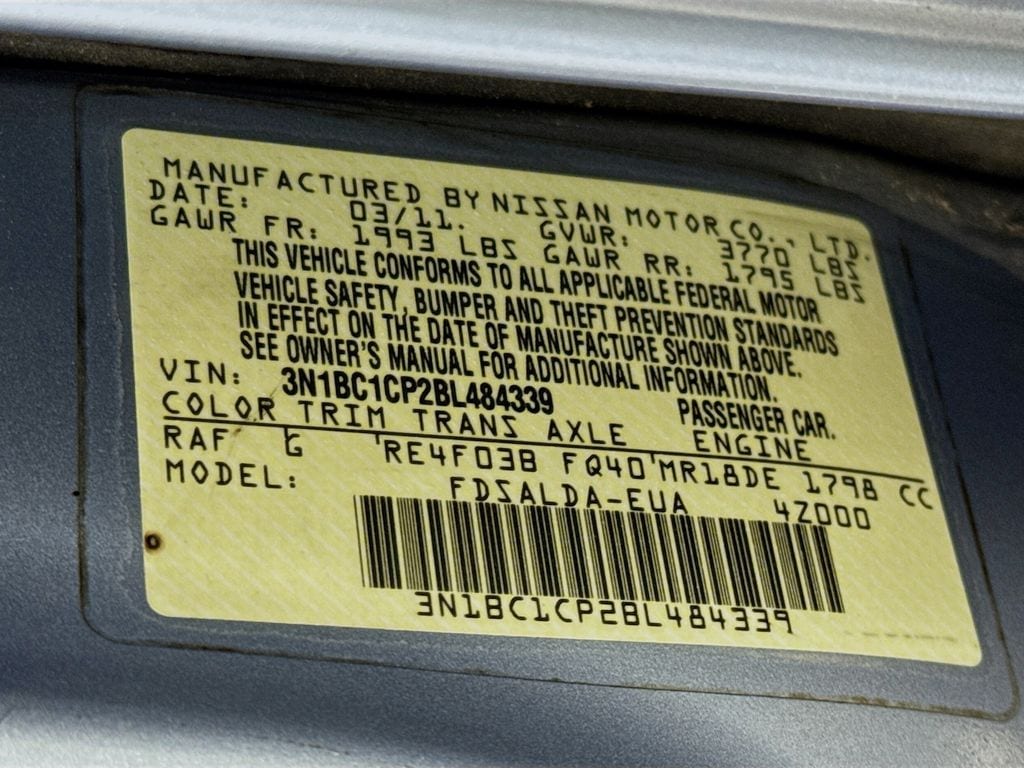 MANUFACTURED BY NISSAN MOTOR CO., LTD.
DATE: 03/11. GVWR: 3770 LBS
GAWR FR: 1993 LBS GAWR RR: 1795 LBS
THIS VEHICLE CONFORMS TO ALL APPLICABLE FEDERAL MOTOR
VEHICLE SAFETY, BUMPER AND THEFT PREVENTION STANDARDS
IN EFFECT ON THE DATE OF MANUFACTURE SHOWN ABOVE.
SEE OWNER'S MANUAL FOR ADDITIONAL INFORMATION.
VIN: 3N1BC1CP2BL484339 PASSENGER CAR.
COLOR TRIM TRANS AXLE ENGINE
RAF G RE4F03B FQ40 MR18DE 1798 CC
MODEL: FDSALDA-EUA 4Z000
3N1BC1CP2BL484339